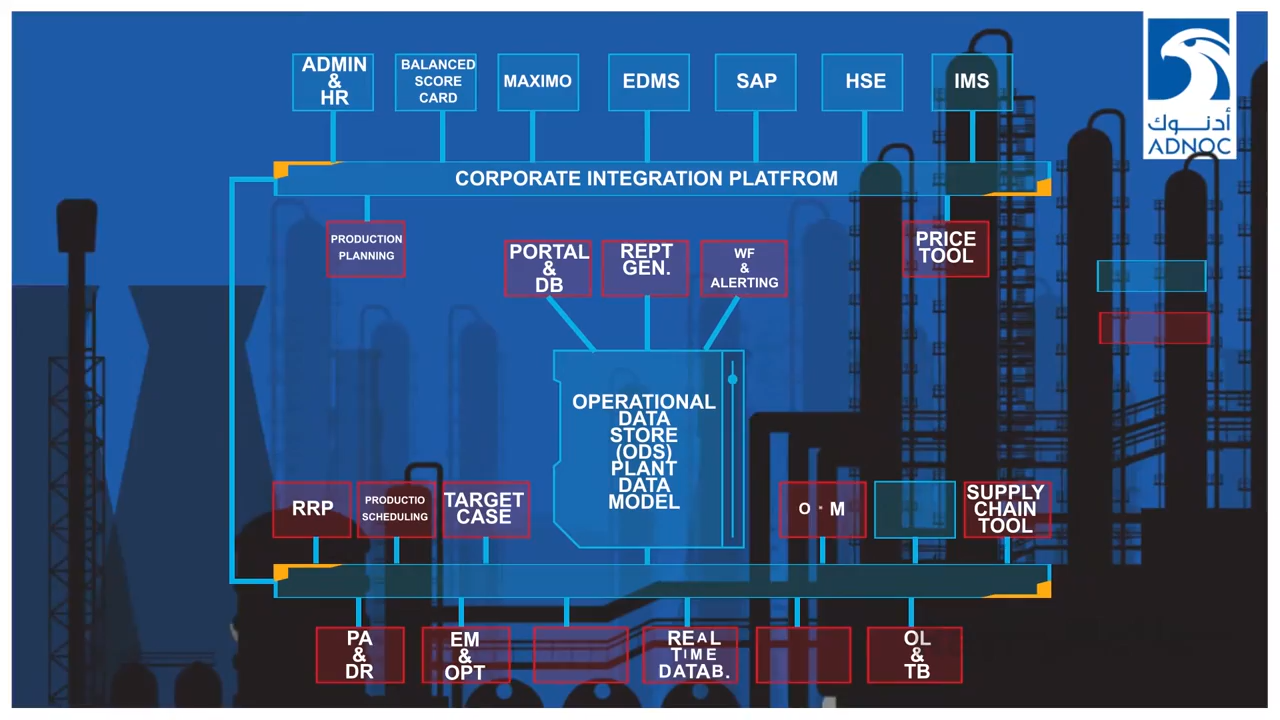 ADMIN
&
HR
BALANCED
SCORE
CARD
MAXIMO
EDMS
SAP
HSE
IMS
أدنوك
ADNOC
CORPORATE INTEGRATION PLATFROM
PRODUCTION
PLANNING
PORTAL
&
DB
REPT
GEN.
WF
&
ALERTING
PRICE
TOOL
OPERATIONAL
DATA
STORE
(ODS)
PLANT
DATA
MODEL
RRP
PRODUCTIO
SCHEDULING
TARGET
CASE
O M
SUPPLY
CHAIN
TOOL
PA
&
DR
EM
&
OPT
REAL
TIME
DATAB.
OL
&
TB